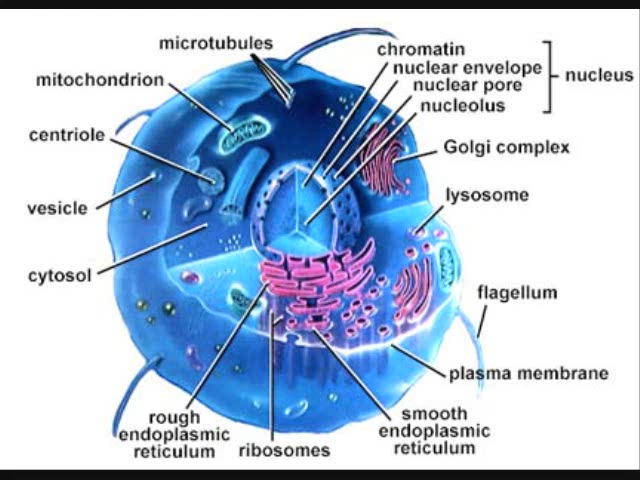 microtubules
mitochondrion
centriole
vesicle
cytosol
rough
endoplasmic
reticulum
ribosomes
smooth
endoplasmic
reticulum
plasma membrane
flagellum
lysosome
Golgi complex
chromatin
nuclear envelope
nuclear pore
nucleolus
nucleus